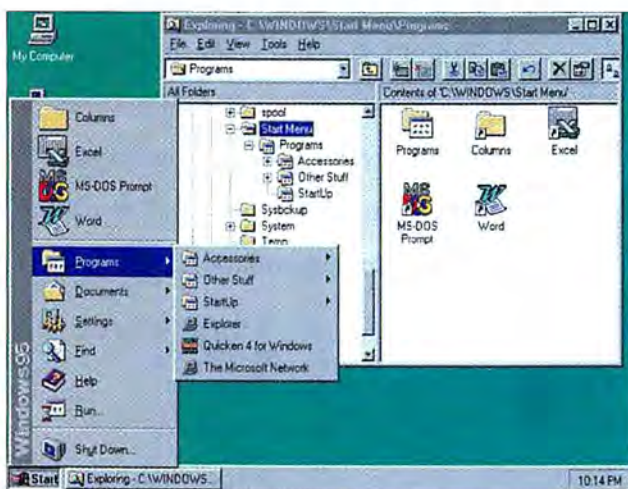 My Computer
Exploring - C:\WINDOWS\Start Menu\Programs
File Edit View Tools Help
Programs
All Folders
Contents of 'C:\WINDOWS\Start Menu'
spool
Start Menu
Programs
Accessories
Other Stuff
StartUp
Sysbckup
System
Temp
Programs
Columns
Excel
MS-DOS Prompt
Word
Columns
Excel
MS-DOS Prompt
Word
Programs
Documents
Settings
Find
Help
Run...
Shut Down...
Windows95
Accessories
Other Stuff
StartUp
Explorer
Quicken 4 for Windows
The Microsoft Network
Start
Exploring - C:\WINDOWS...
10:14 PM